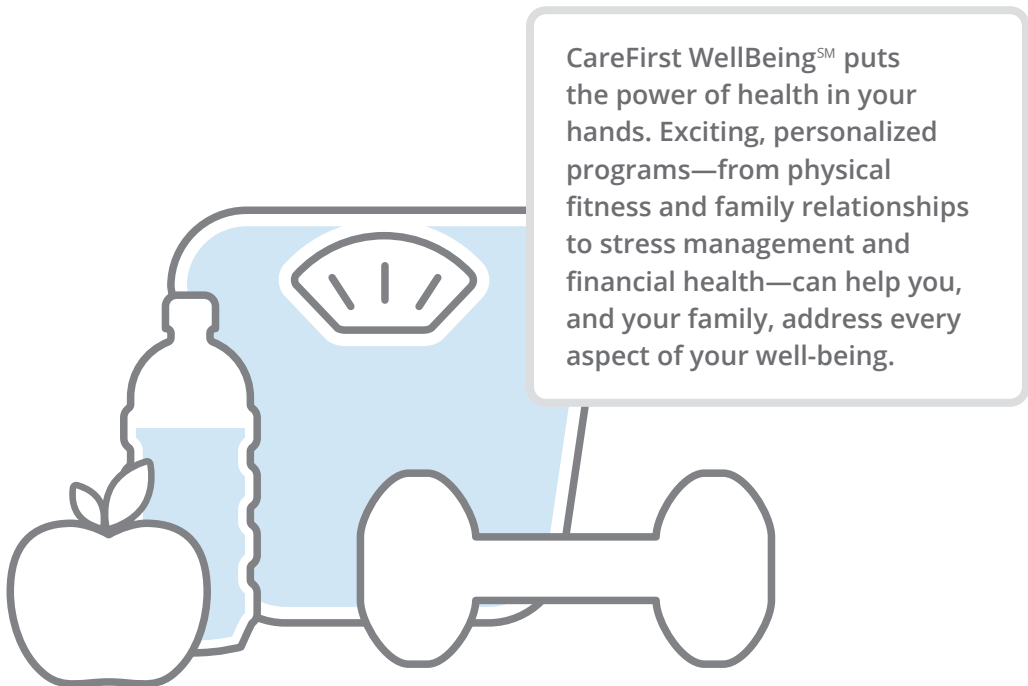 CareFirst WellBeing℠ puts
the power of health in your
hands. Exciting, personalized
programs—from physical
fitness and family relationships
to stress management and
financial health—can help you,
and your family, address every
aspect of your well-being.